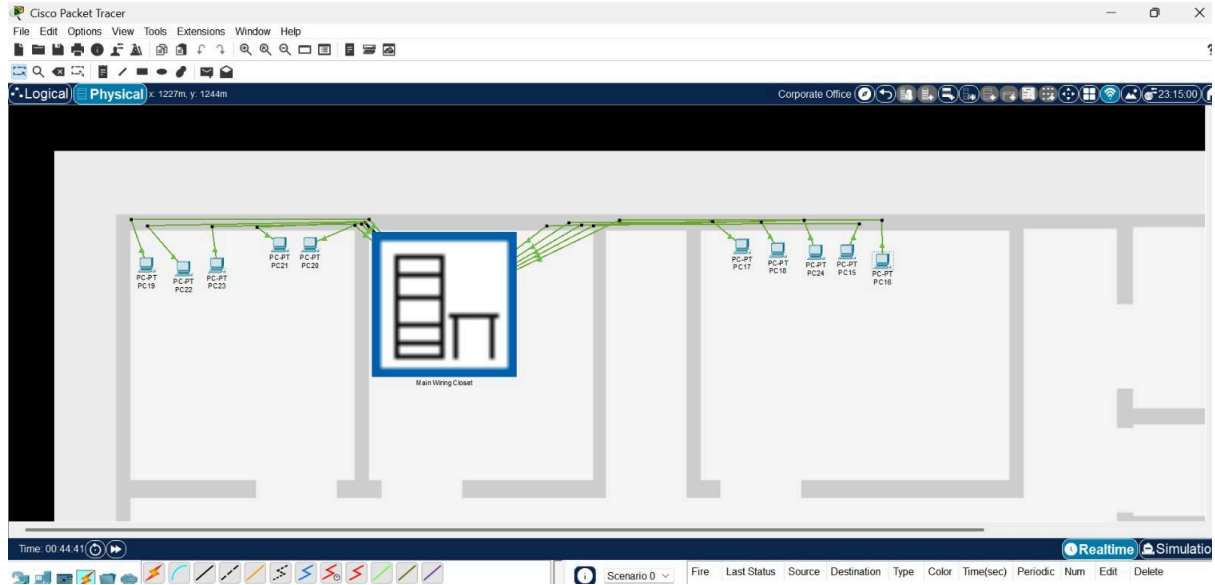 Cisco Packet Tracer
File Edit Options View Tools Extensions Window Help
Logical Physical x: 1227m, y: 1244m Corporate Office 23:15:00
PC-PT
PC19
PC-PT
PC22
PC-PT
PC23
PC-PT
PC21
PC-PT
PC20
Main Wiring Closet
PC-PT
PC17
PC-PT
PC18
PC-PT
PC24
PC-PT
PC15
PC-PT
PC16
Time: 00:44:41 Realtime Simulatio
Scenario 0 Fire Last Status Source Destination Type Color Time(sec) Periodic Num Edit Delete